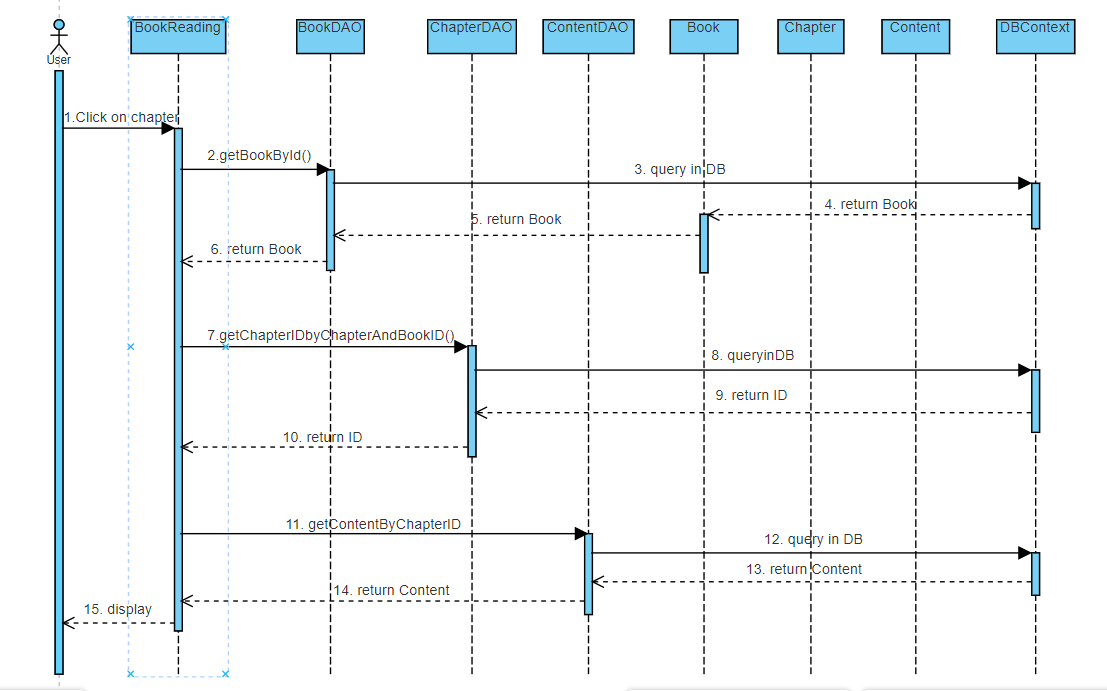 BookReading
BookDAO
ChapterDAO
ContentDAO
Book
Chapter
Content
DBContext
User
1.Click on chapter
2.getBookById()
3. query in DB
4. return Book
5. return Book
6. return Book
7.getChapterIDbyChapterAndBookID()
8. queryinDB
9. return ID
10. return ID
11. getContentByChapterID
12. query in DB
13. return Content
14. return Content
15. display